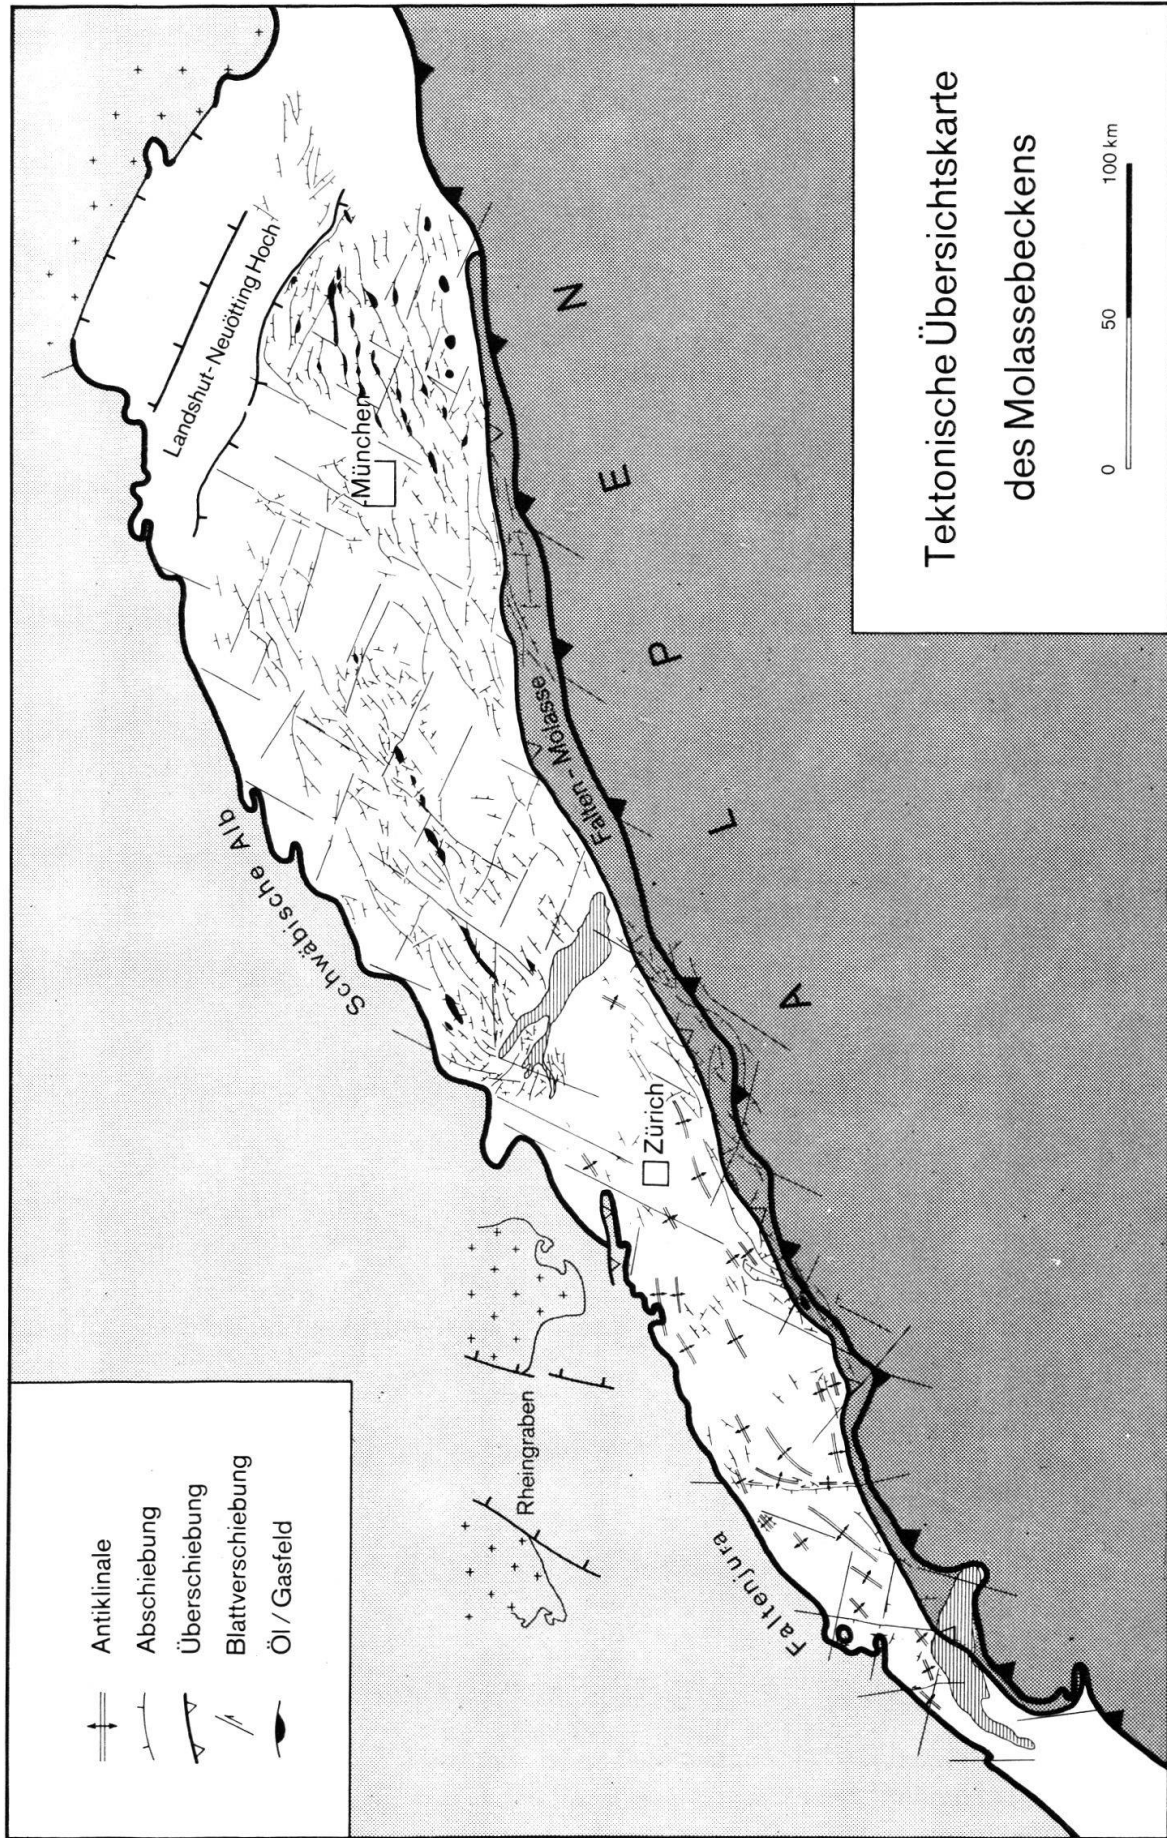 Antiklinale
Abschiebung
Überschiebung
Blattverschiebung
Öl / Gasfeld
Landshut-Neuötting Hoch
München
Schwäbische Alb
Falten-Molasse
Zürich
Rheingraben
Faltenjura
ALPEN
Tektonische Übersichtskarte
des Molassebeckens
0 50 100 km